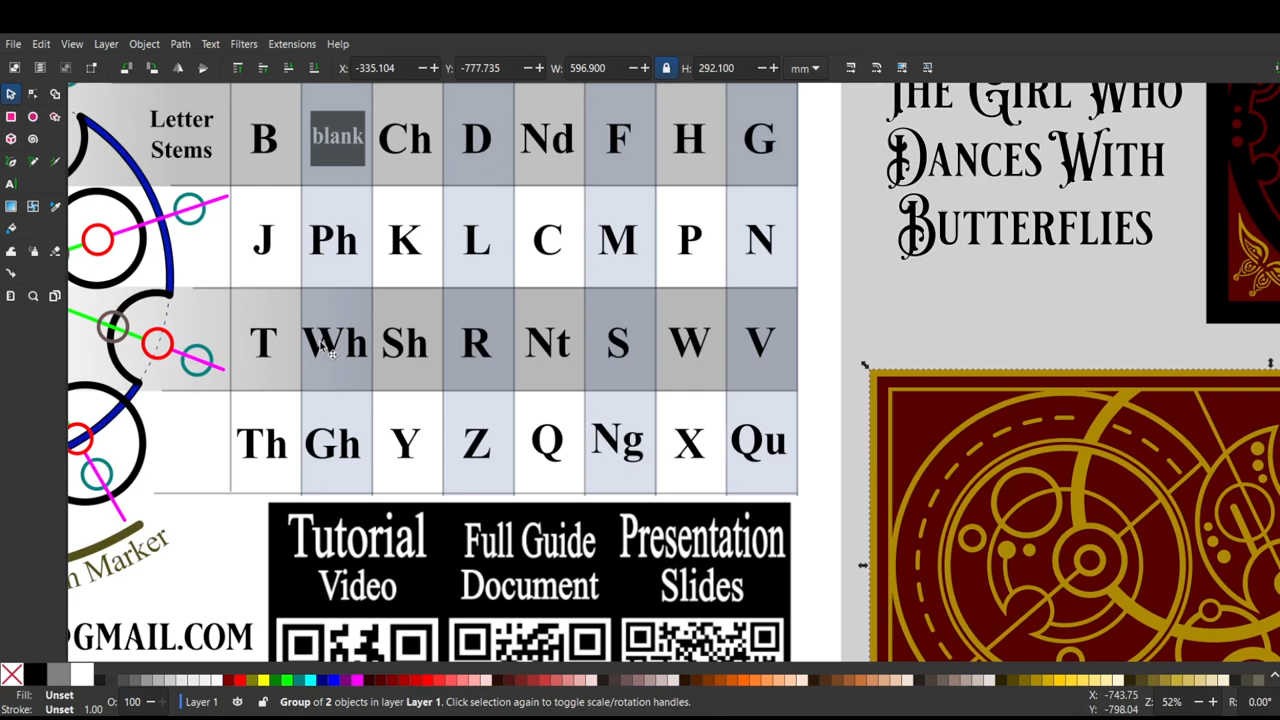 File Edit View Layer Object Path Text Filters Extensions Help
X: -335.104 Y: -777.735 W: 596.900 H: 292.100 mm
Letter Stems B blank Ch D Nd F H G
J Ph K L C M P N
T Wh Sh R Nt S W V
Th Gh Y Z Q Ng X Qu
Marker
@GMAIL.COM
Tutorial Video
Full Guide Document
Presentation Slides
The Girl Who
Dances With
Butterflies
Fill: Unset
Stroke: Unset 1.00
O: 100
Layer 1
Group of 2 objects in layer Layer 1. Click selection again to toggle scale/rotation handles.
X: -743.75
Y: -798.04
Z: 52%
R: 0.00°